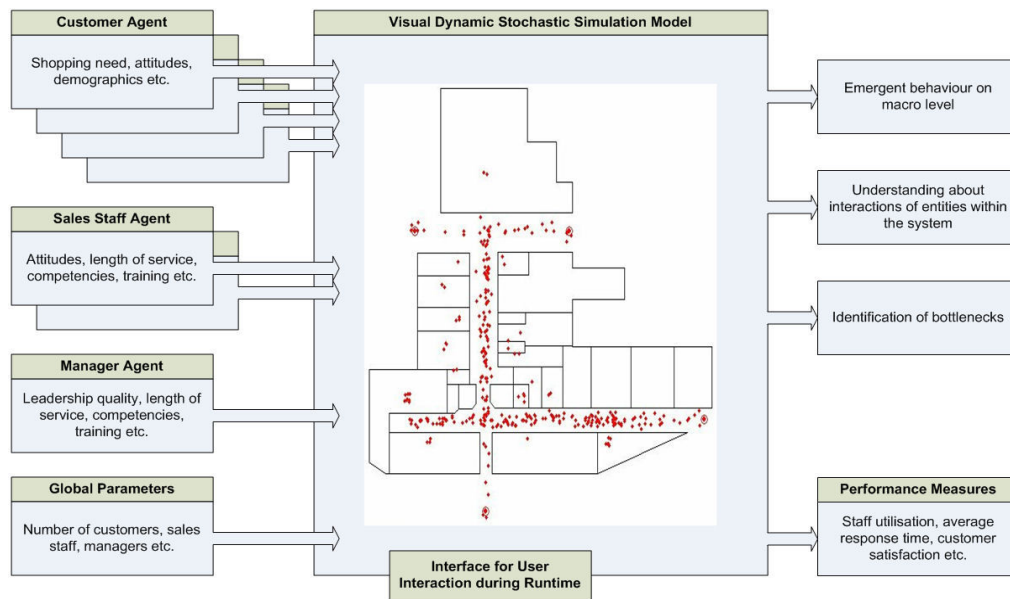 Customer Agent
Shopping need, attitudes,
demographics etc.
Sales Staff Agent
Attitudes, length of service,
competencies, training etc.
Manager Agent
Leadership quality, length of
service, competencies,
training etc.
Global Parameters
Number of customers, sales
staff, managers etc.
Visual Dynamic Stochastic Simulation Model
Interface for User
Interaction during Runtime
Emergent behaviour on
macro level
Understanding about
interactions of entities within
the system
Identification of bottlenecks
Performance Measures
Staff utilisation, average
response time, customer
satisfaction etc.